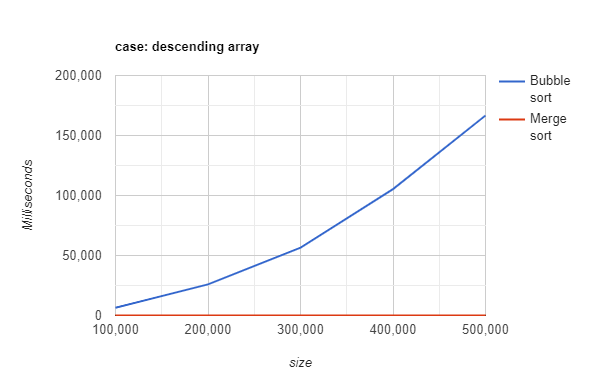 case: descending array
200,000
150,000
100,000
50,000
0
Milliseconds
100,000 200,000 300,000 400,000 500,000
size
Bubble
sort
Merge
sort